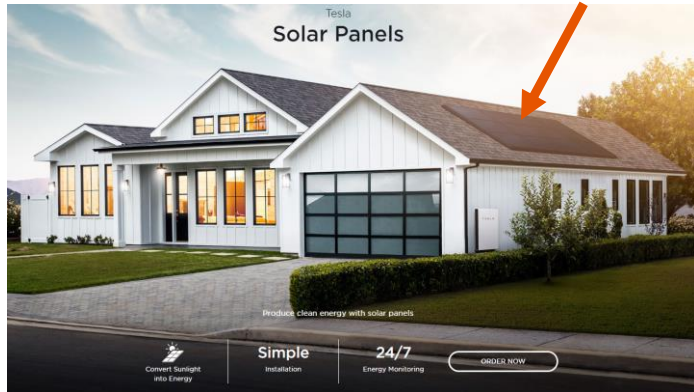 Tesla
Solar Panels
TESLA
Produce clean energy with solar panels
Convert Sunlight
into Energy
Simple
Installation
24/7
Energy Monitoring
ORDER NOW